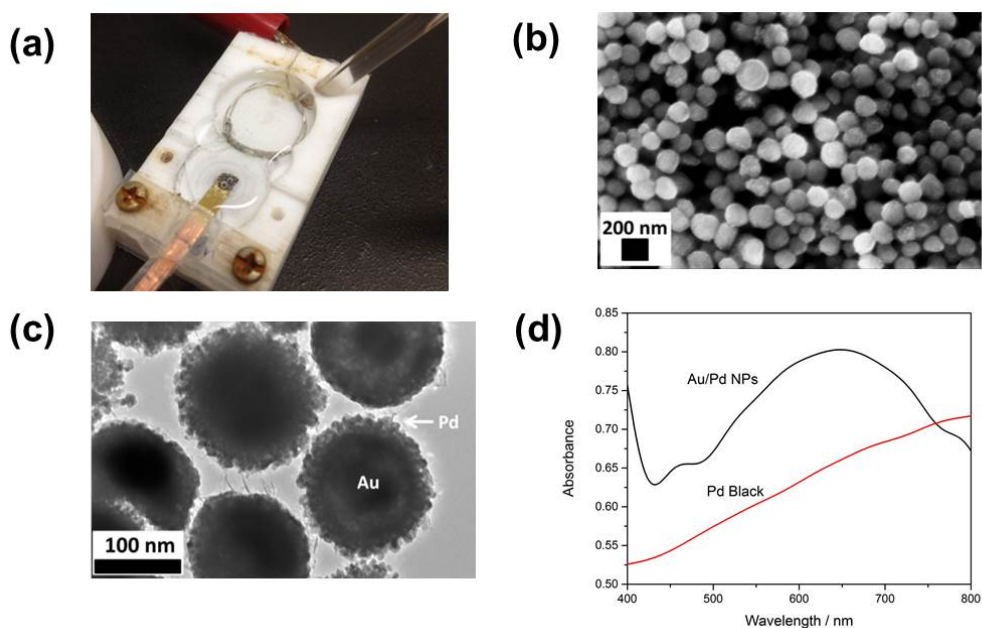 (a)
(b)
200 nm
(c)
Pd
Au
100 nm
(d)
0.85
0.80
0.75
0.70
0.65
0.60
0.55
0.50
Absorbance
Au/Pd NPs
Pd Black
400
500
600
700
800
Wavelength / nm